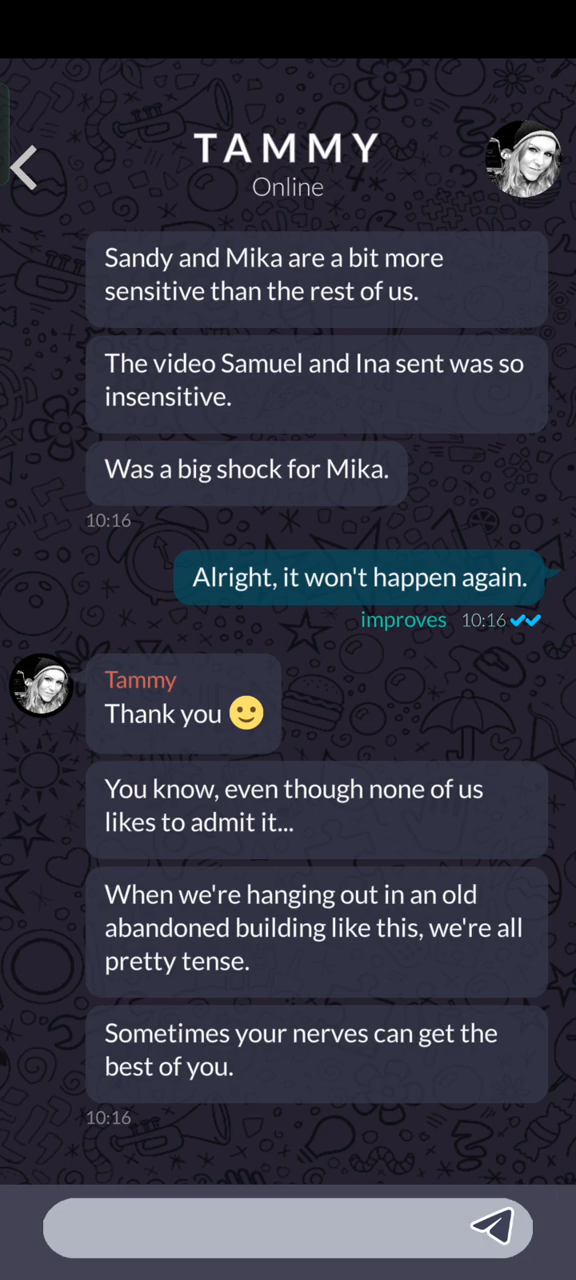 TAMMY
Online
Sandy and Mika are a bit more
sensitive than the rest of us.
The video Samuel and Ina sent was so
insensitive.
Was a big shock for Mika.
10:16
Alright, it won't happen again.
improves 10:16
Tammy
Thank you 🙂
You know, even though none of us
likes to admit it...
When we're hanging out in an old
abandoned building like this, we're all
pretty tense.
Sometimes your nerves can get the
best of you.
10:16